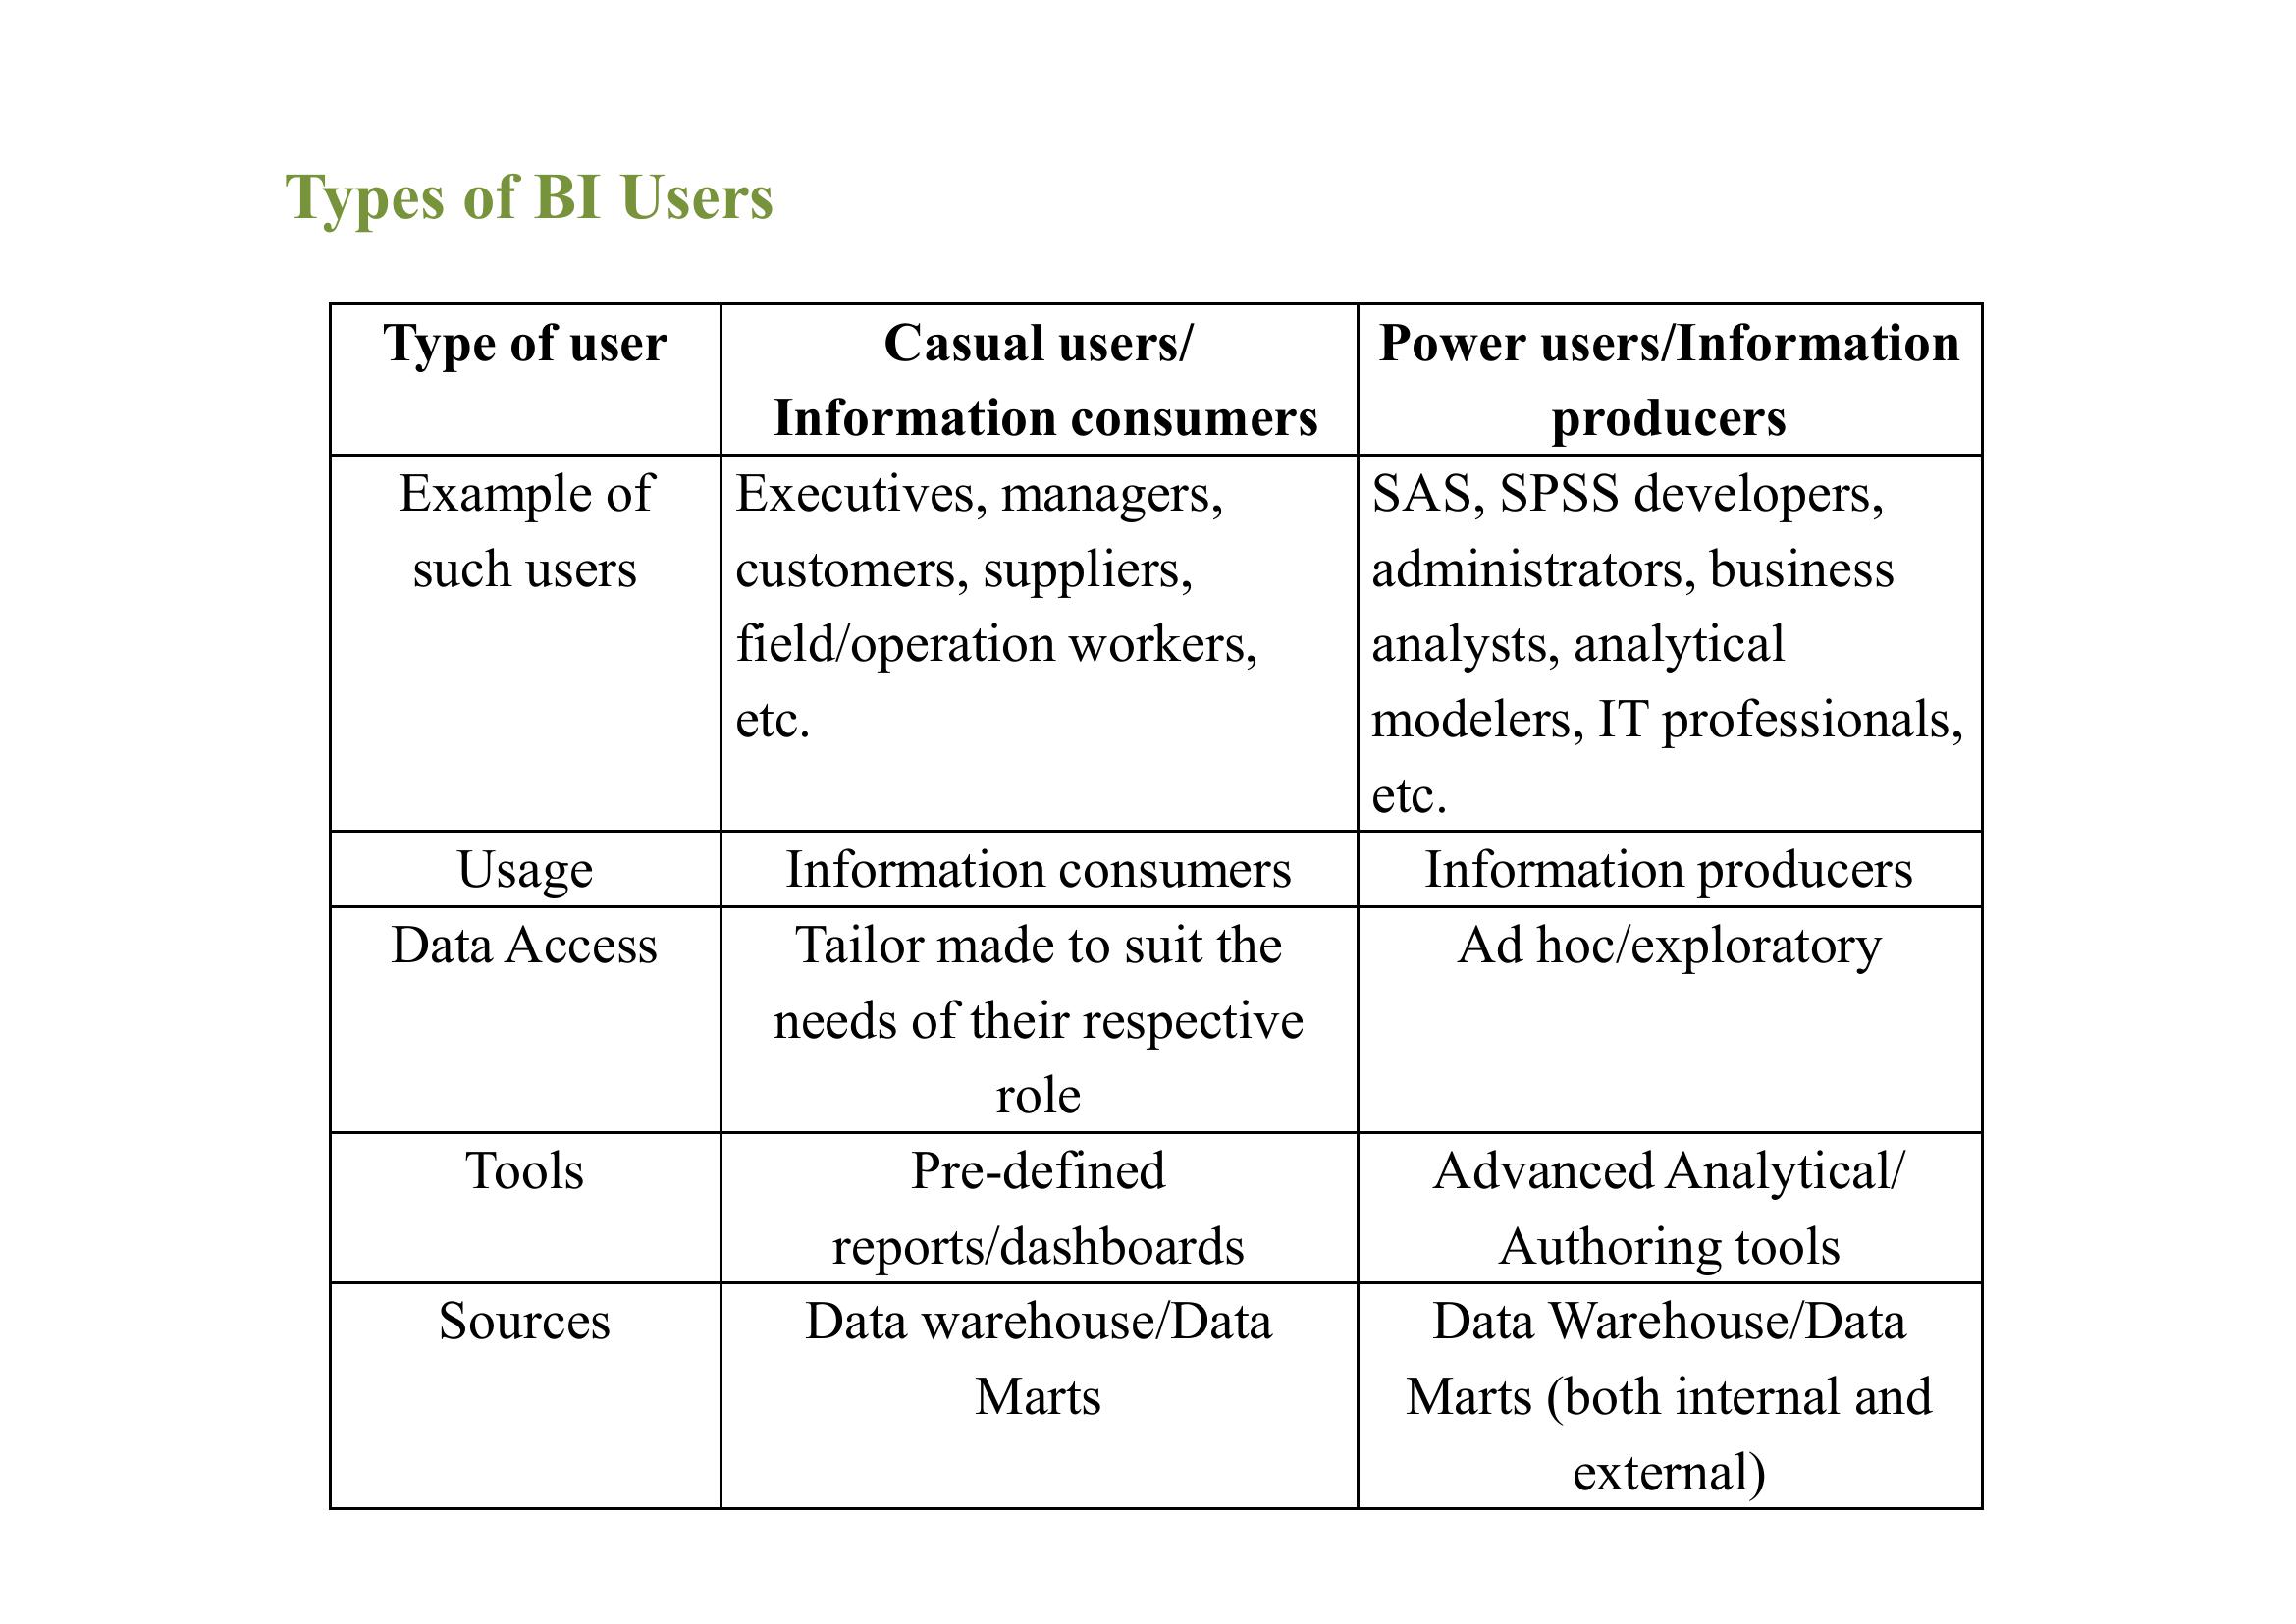 Types of BI Users
Type of user
Casual users/
Information consumers
Power users/Information
producers
Example of
such users
Executives, managers,
customers, suppliers,
field/operation workers,
etc.
SAS, SPSS developers,
administrators, business
analysts, analytical
modelers, IT professionals,
etc.
Usage
Information consumers
Information producers
Data Access
Tailor made to suit the
needs of their respective
role
Ad hoc/exploratory
Tools
Pre-defined
reports/dashboards
Advanced Analytical/
Authoring tools
Sources
Data warehouse/Data
Marts
Data Warehouse/Data
Marts (both internal and
external)